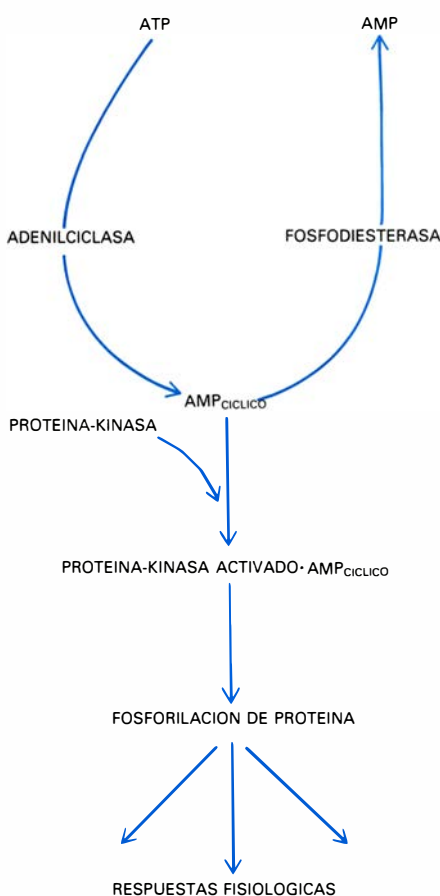 ATP
AMP
ADENILCICLASA
FOSFODIESTERASA
AMPCICLICO
PROTEINA-KINASA
PROTEINA-KINASA ACTIVADO·AMPCICLICO
FOSFORILACION DE PROTEINA
RESPUESTAS FISIOLOGICAS